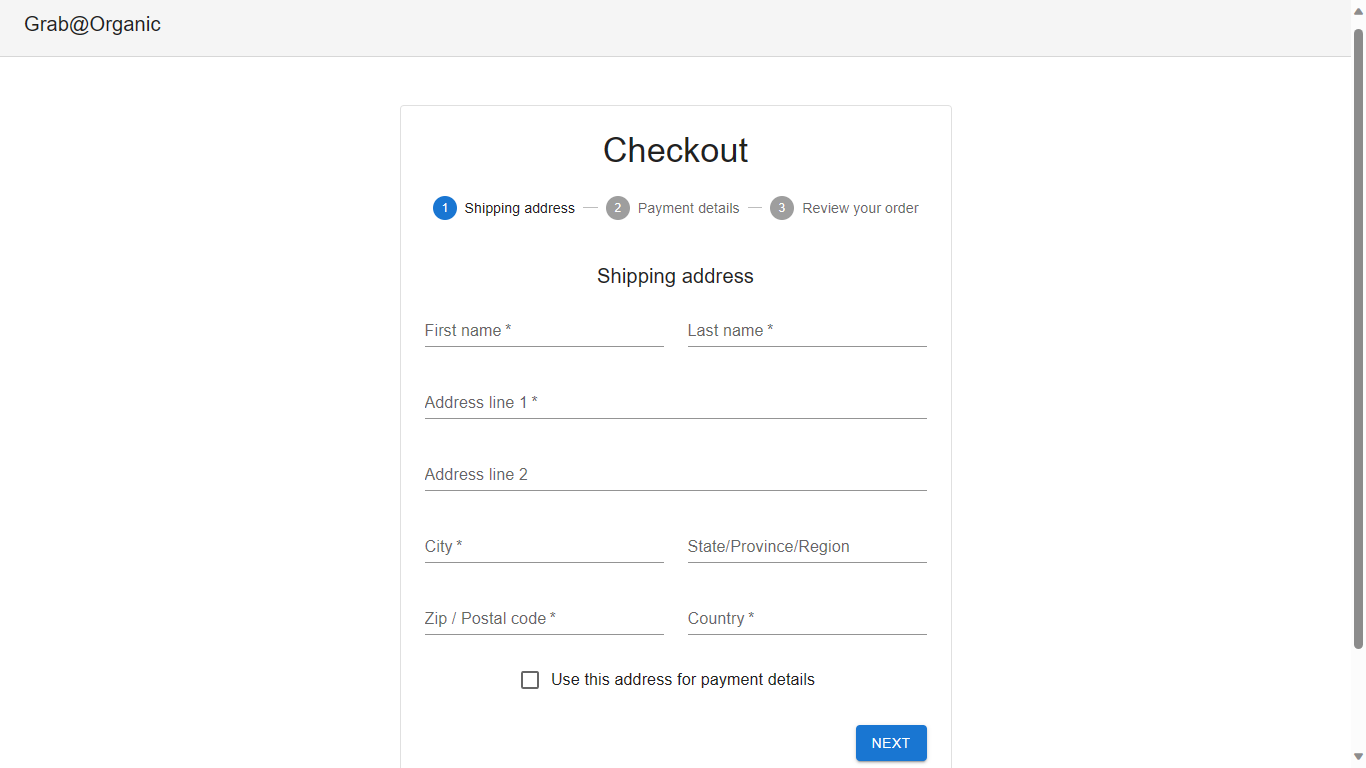 Grab@Organic
Checkout
1 Shipping address 2 Payment details 3 Review your order
Shipping address
First name * Last name *
Address line 1 *
Address line 2
City * State/Province/Region
Zip / Postal code * Country *
Use this address for payment details
NEXT